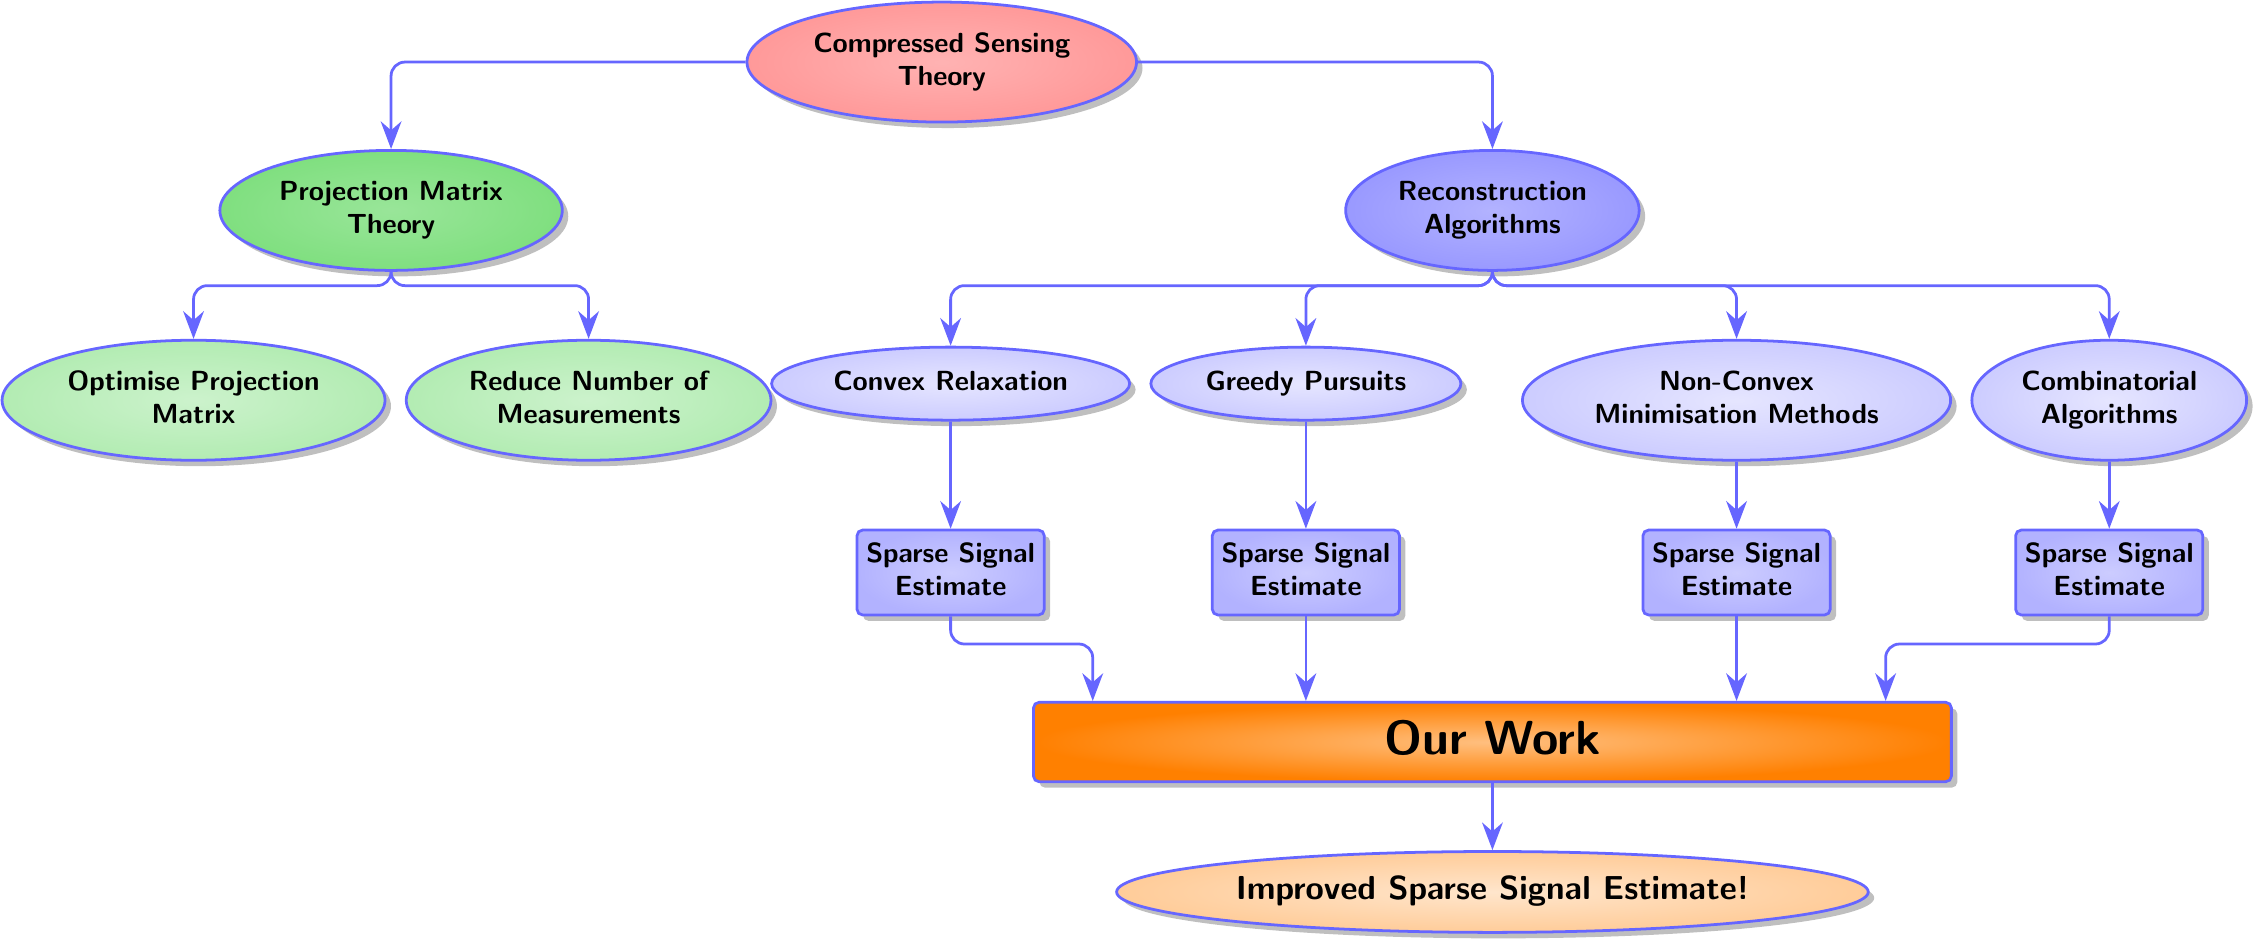 Compressed Sensing
Theory
Projection Matrix
Theory
Reconstruction
Algorithms
Optimise Projection
Matrix
Reduce Number of
Measurements
Convex Relaxation
Greedy Pursuits
Non-Convex
Minimisation Methods
Combinatorial
Algorithms
Sparse Signal
Estimate
Sparse Signal
Estimate
Sparse Signal
Estimate
Sparse Signal
Estimate
Our Work
Improved Sparse Signal Estimate!